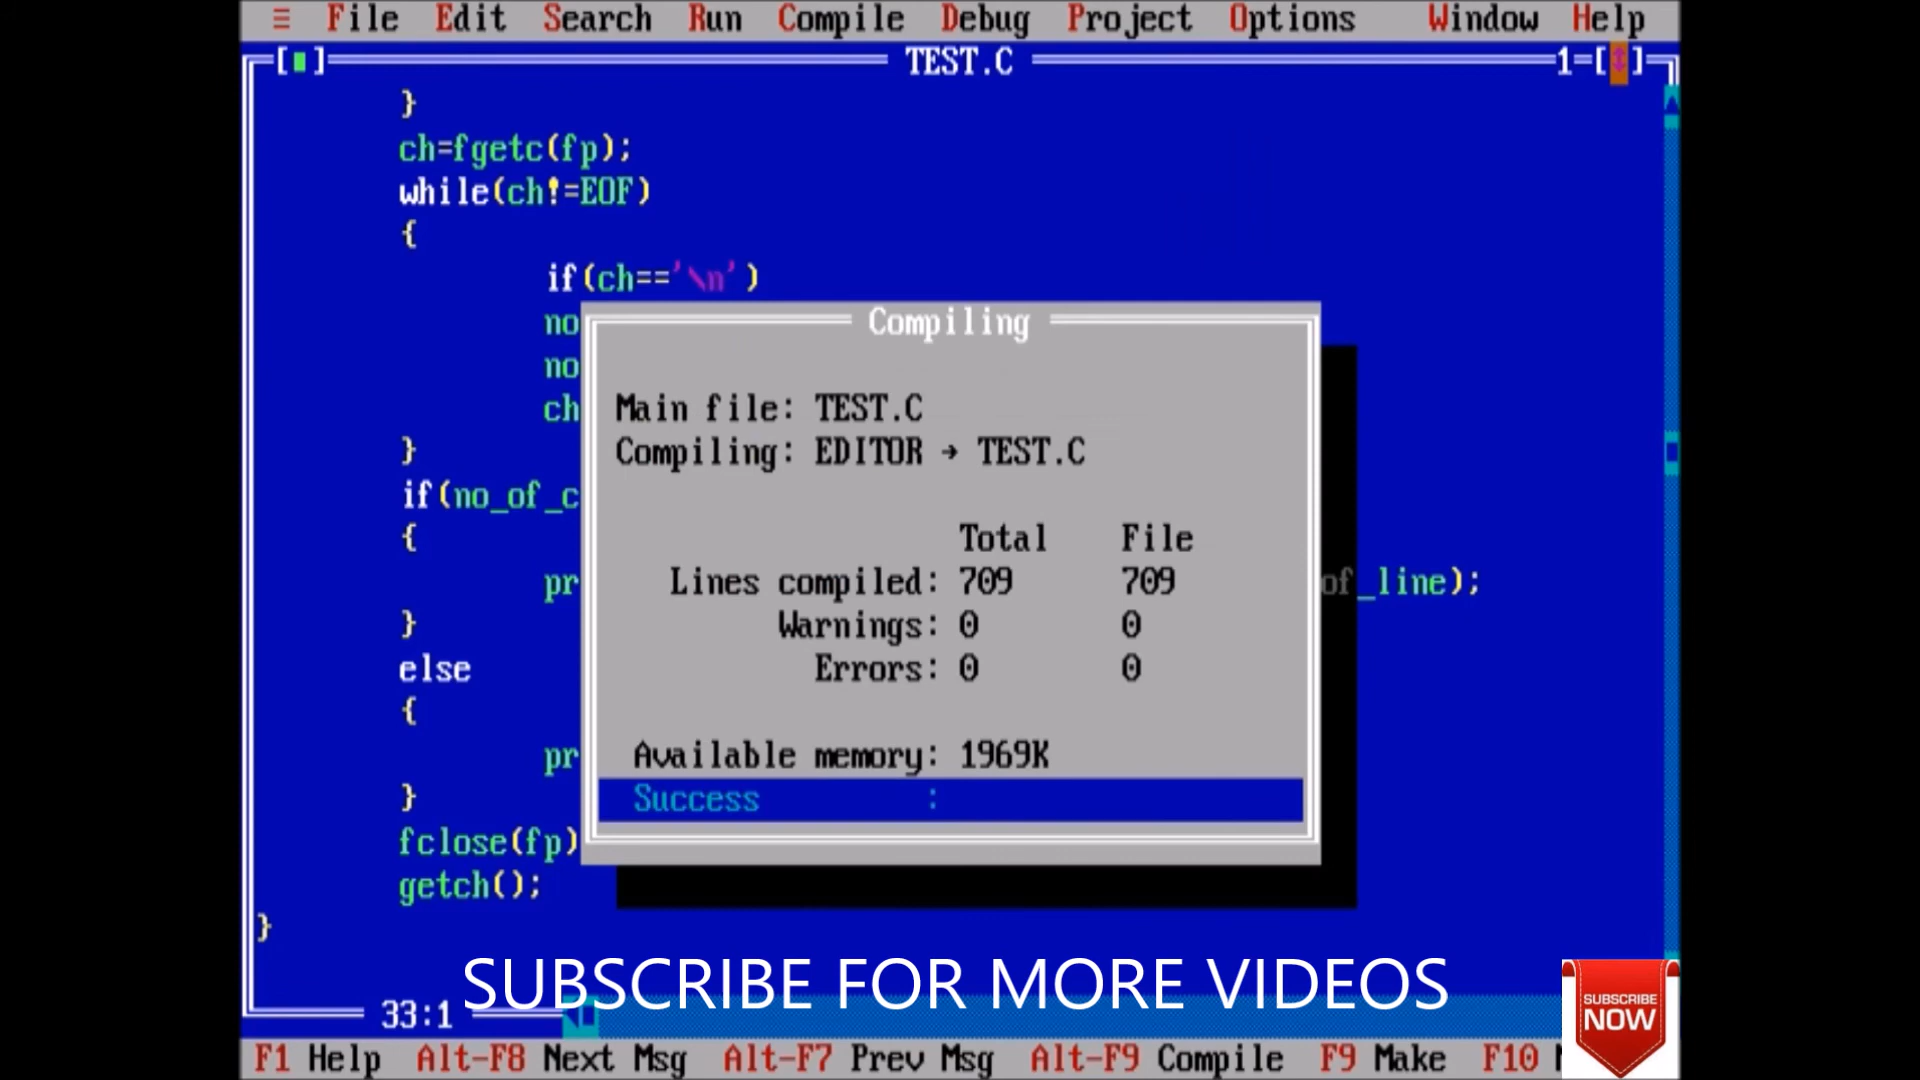 ≡ File Edit Search Run Compile Debug Project Options Window Help
[■] TEST.C 1=[↕]
}
ch=fgetc(fp);
while(ch!=EOF)
{
if(ch=='\n')
no
no
ch
}
if(no_of_c
{
pr
of_line);
}
else
{
pr
}
fclose(fp)
getch();
}
Compiling
Main file: TEST.C
Compiling: EDITOR → TEST.C
Total File
Lines compiled: 709 709
Warnings: 0 0
Errors: 0 0
Available memory: 1969K
Success :
SUBSCRIBE FOR MORE VIDEOS
33:1
SUBSCRIBE
NOW
F1 Help Alt-F8 Next Msg Alt-F7 Prev Msg Alt-F9 Compile F9 Make F10